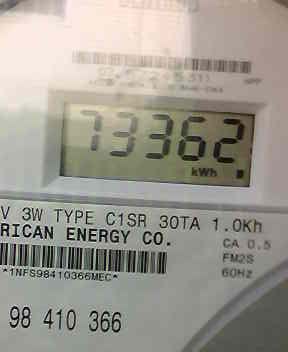 73362
kWh
V 3W TYPE C1SR 30TA 1.0Kh
RICAN ENERGY CO.
CA 0.5
FM2S
60Hz
*1NFS98410366MEC*
98 410 366